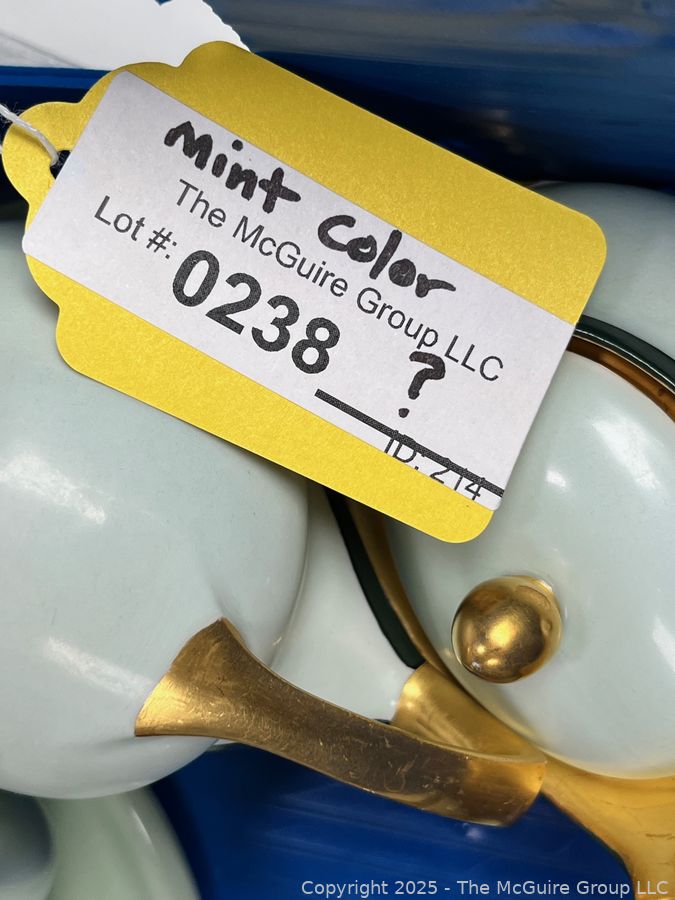 Mint Color
The McGuire Group LLC
Lot #: 0238
?
ID: 214
Copyright 2025 - The McGuire Group LLC